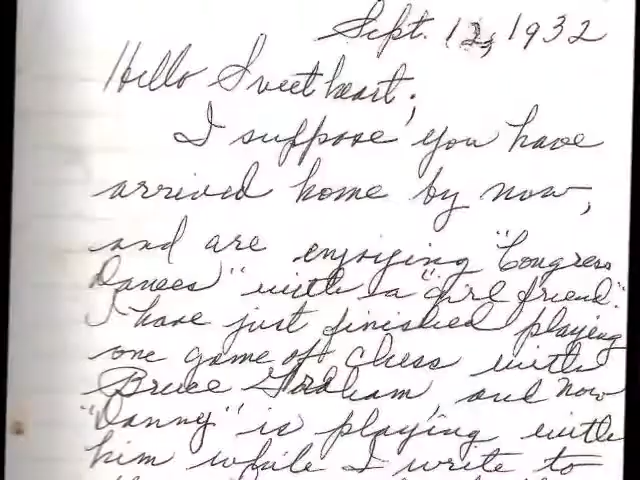 Sept. 12, 1932
Hello Sweetheart;
I suppose you have
arrived home by now,
and are enjoying "Congress
Dances" with a "girl friend".
I have just finished playing
one game of chess with
Bruce and now
"Danny" is playing with
him while I write to